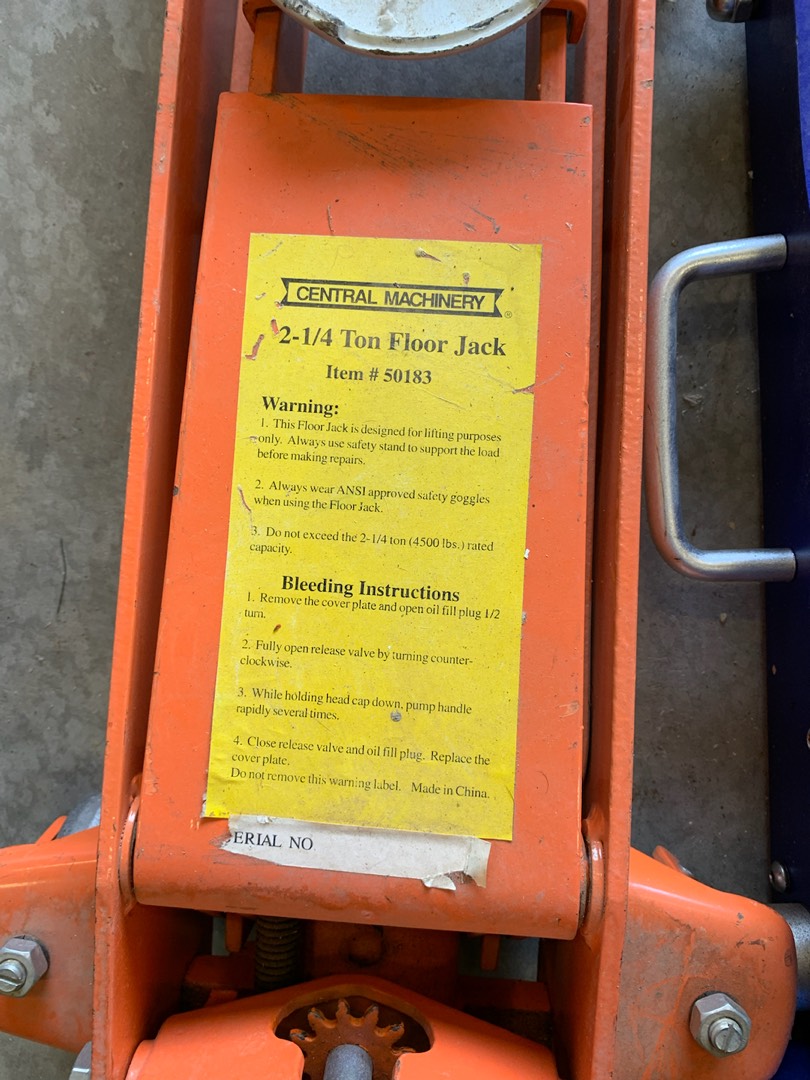 CENTRAL MACHINERY ®
2-1/4 Ton Floor Jack
Item # 50183
Warning:
1. This Floor Jack is designed for lifting purposes
only. Always use safety stand to support the load
before making repairs.
2. Always wear ANSI approved safety goggles
when using the Floor Jack.
3. Do not exceed the 2-1/4 ton (4500 lbs.) rated
capacity.
Bleeding Instructions
1. Remove the cover plate and open oil fill plug 1/2
turn.
2. Fully open release valve by turning counter-
clockwise.
3. While holding head cap down, pump handle
rapidly several times.
4. Close release valve and oil fill plug. Replace the
cover plate.
Do not remove this warning label. Made in China.
ERIAL NO